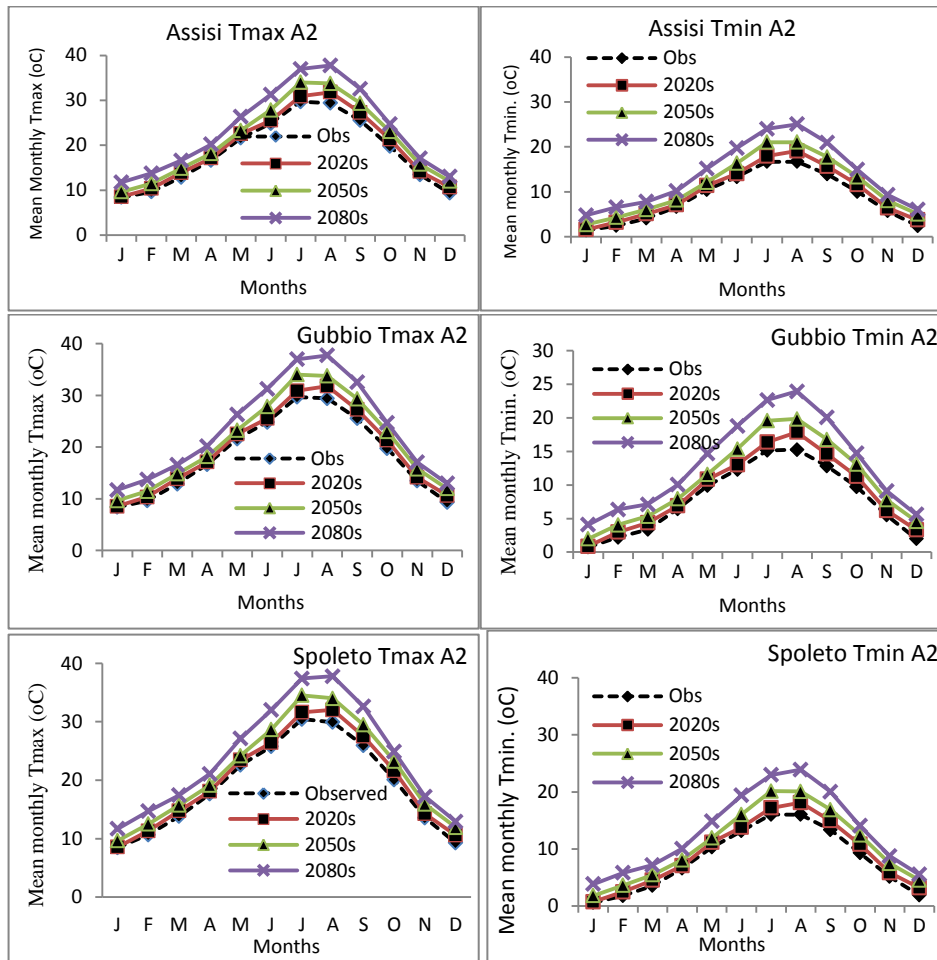 Assisi Tmax A2
Mean Monthly Tmax (oC)
40
30
20
10
0
Obs
2020s
2050s
2080s
J F M A M J J A S O N D
Months
Assisi Tmin A2
Mean monthly Tmin. (oC)
40
30
20
10
0
Obs
2020s
2050s
2080s
J F M A M J J A S O N D
Months
Gubbio Tmax A2
Mean monthly Tmax (oC)
40
30
20
10
0
Obs
2020s
2050s
2080s
J F M A M J J A S O N D
Months
Gubbio Tmin A2
Mean monthly Tmin. (oC)
30
25
20
15
10
5
0
Obs
2020s
2050s
2080s
J F M A M J J A S O N D
Months
Spoleto Tmax A2
Mean monthly Tmax (oC)
40
30
20
10
0
Observed
2020s
2050s
2080s
J F M A M J J A S O N D
Months
Spoleto Tmin A2
Mean monthly Tmin. (oC)
40
30
20
10
0
Obs
2020s
2050s
2080s
J F M A M J J A S O N D
Months